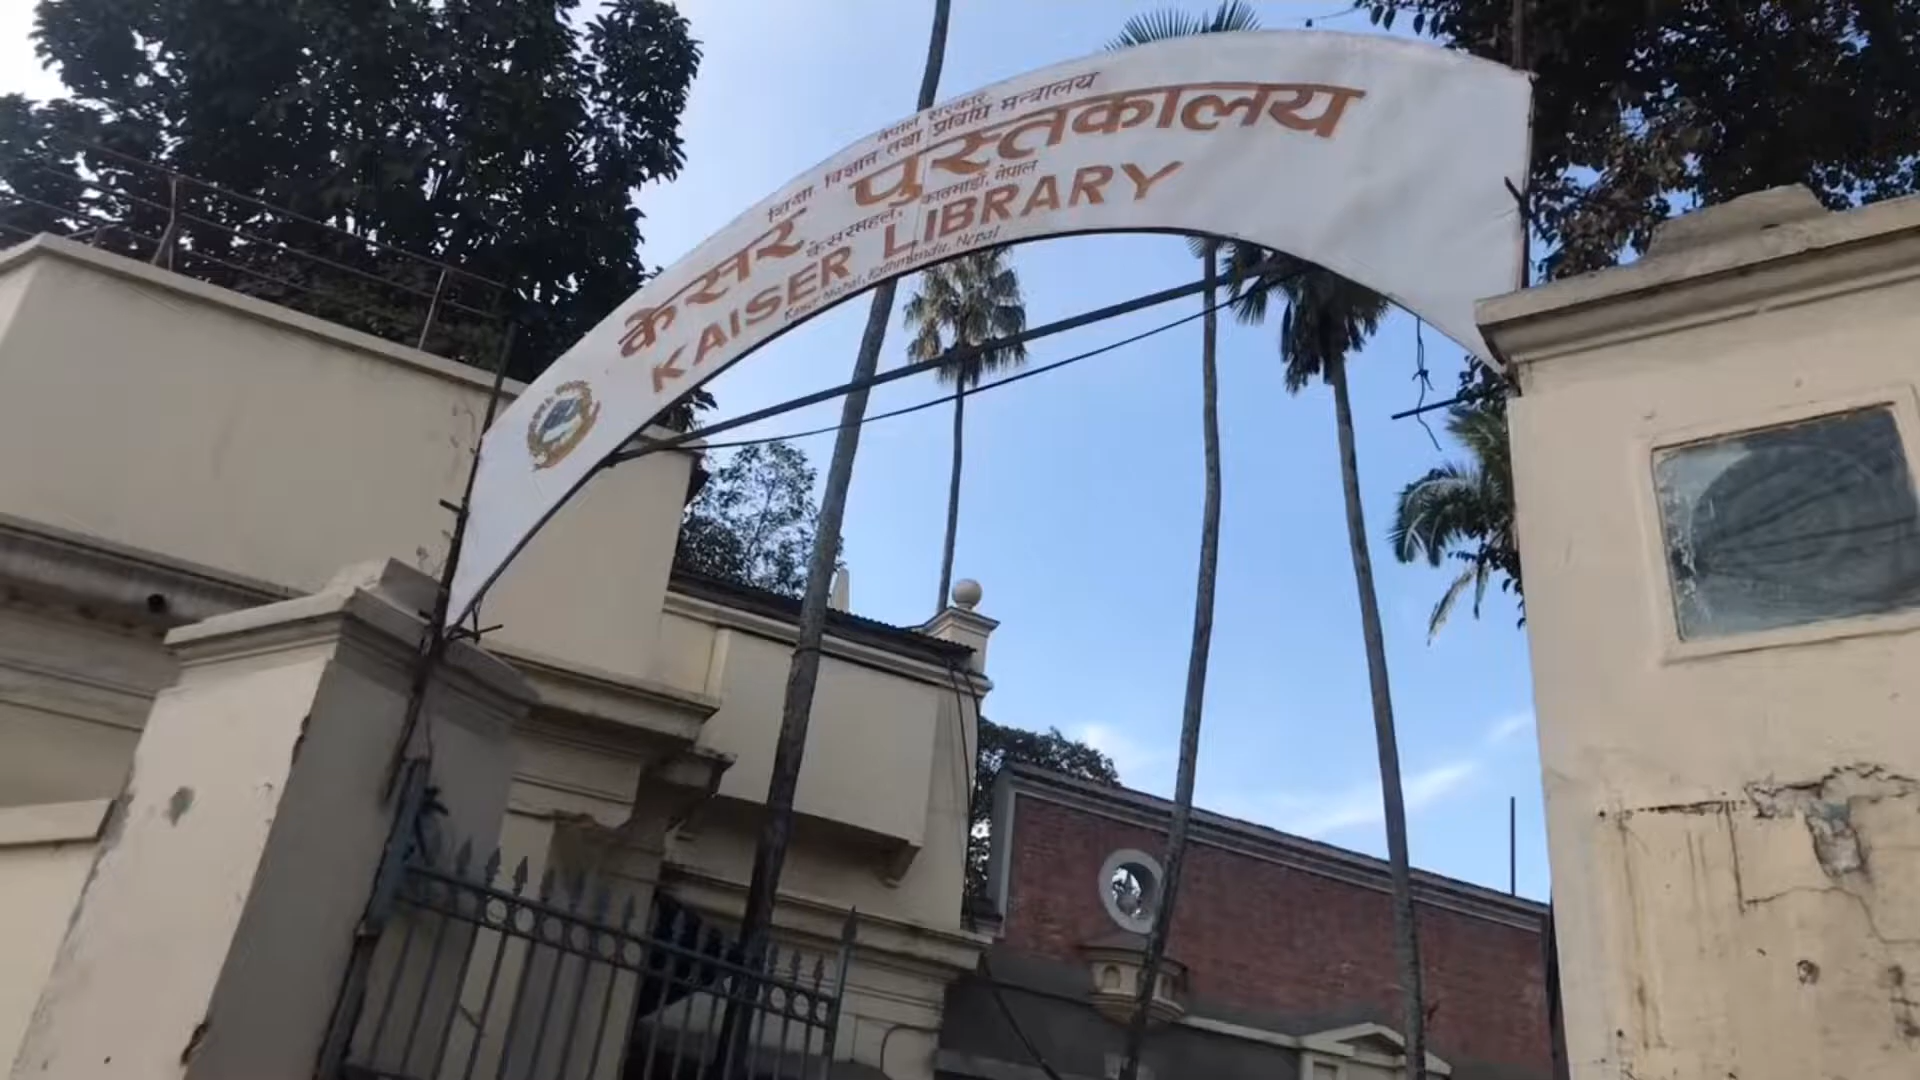 नेपाल सरकार
शिक्षा विज्ञान तथा प्रविधि मन्त्रालय
केसर पुस्तकालय
केसरमहल, काठमाडौं, नेपाल
KAISER LIBRARY
Kaiser Mahal, Kathmandu, Nepal